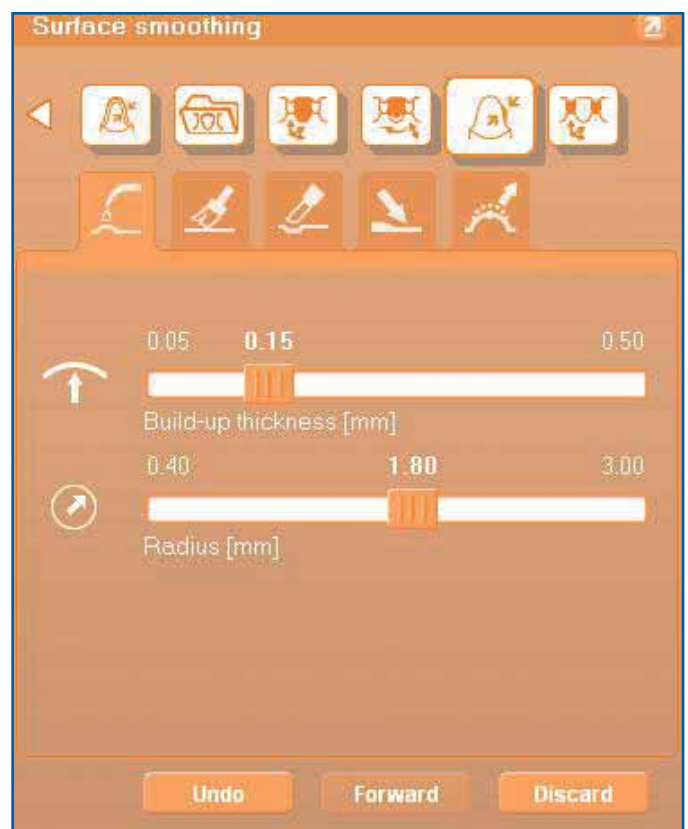 Surface smoothing
0.05 0.15 0.50
Build-up thickness [mm]
0.40 1.80 3.00
Radius [mm]
Undo Forward Discard